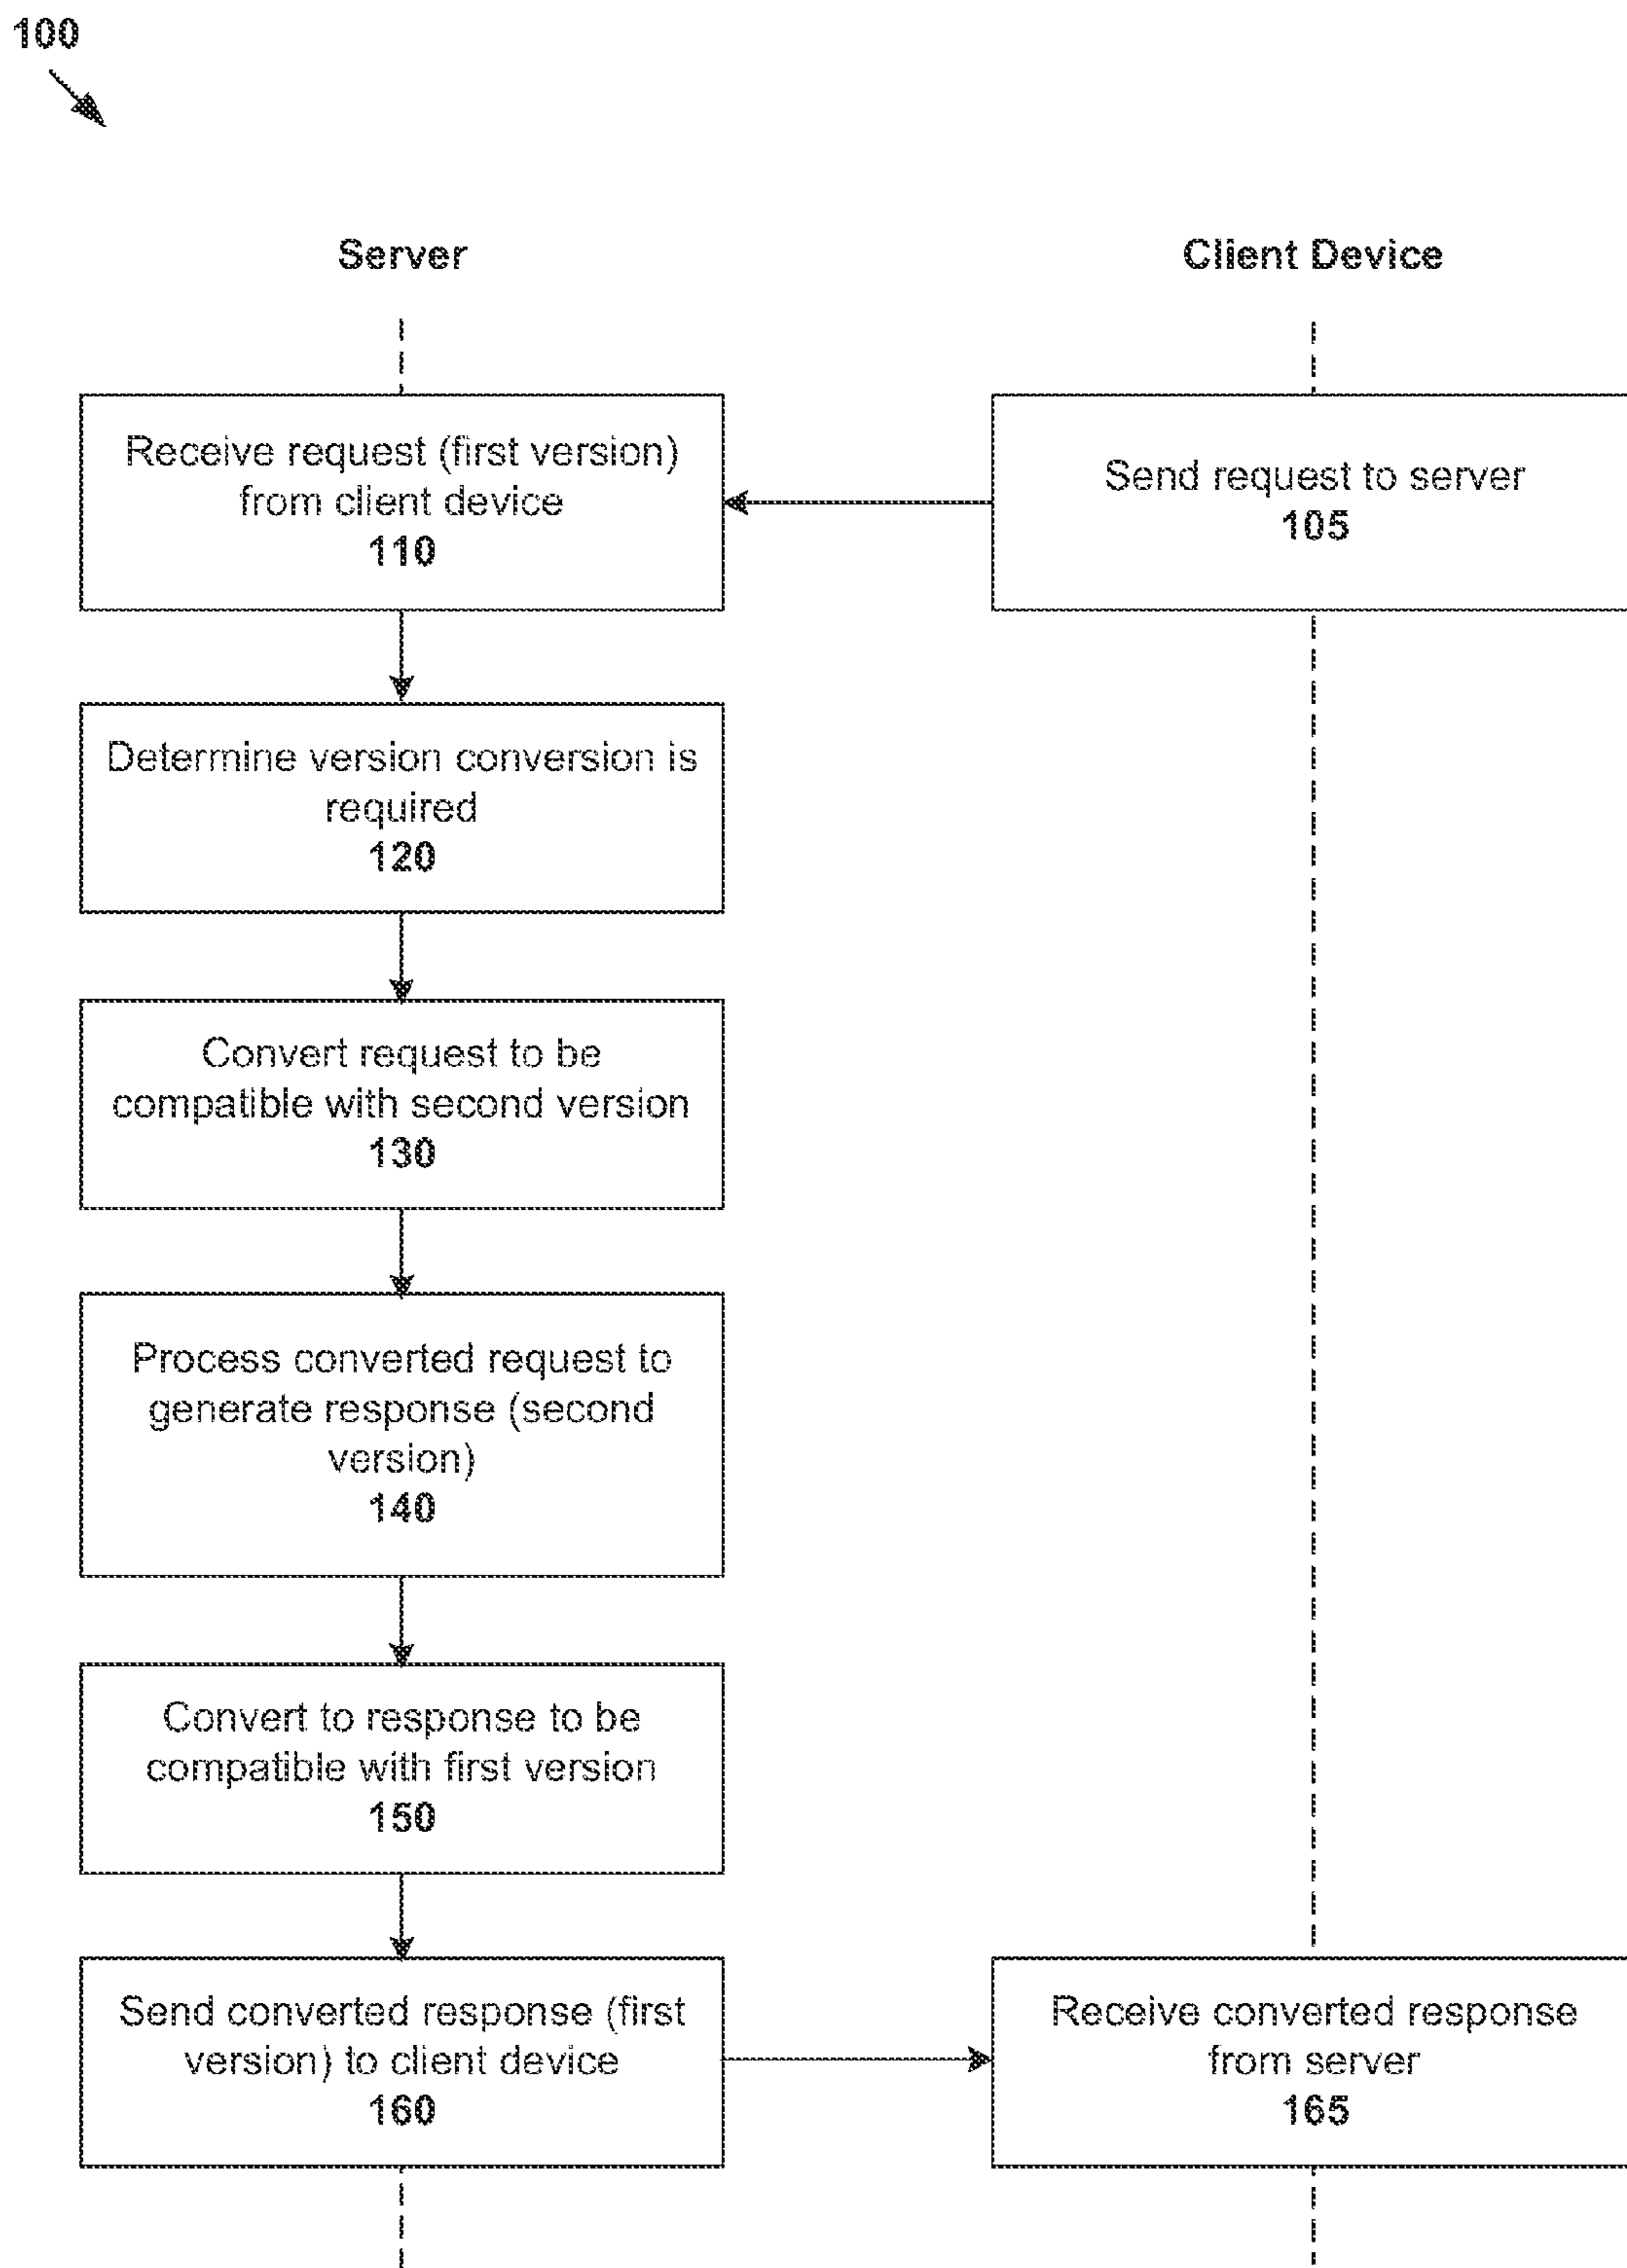 100
Server
Client Device
Receive request (first version)
from client device
110
Send request to server
105
Determine version conversion is
required
120
Convert request to be
compatible with second version
130
Process converted request to
generate response (second
version)
140
Convert to response to be
compatible with first version
150
Send converted response (first
version) to client device
160
Receive converted response
from server
165